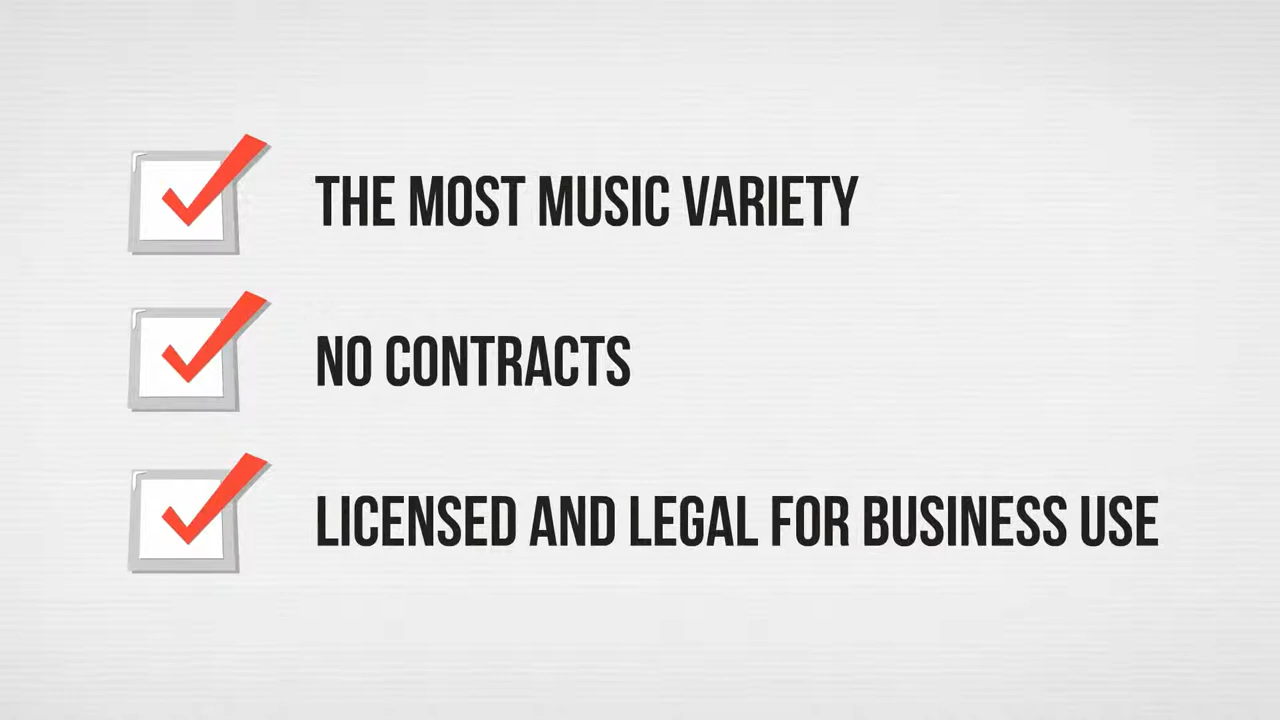 THE MOST MUSIC VARIETY
NO CONTRACTS
LICENSED AND LEGAL FOR BUSINESS USE